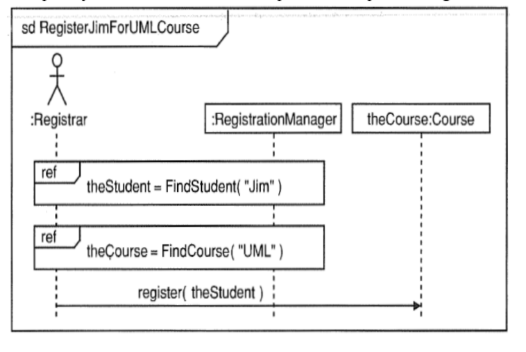 sd RegisterJimForUMLCourse
:Registrar
:RegistrationManager
theCourse:Course
ref
theStudent = FindStudent( "Jim" )
ref
theCourse = FindCourse( "UML" )
register( theStudent )